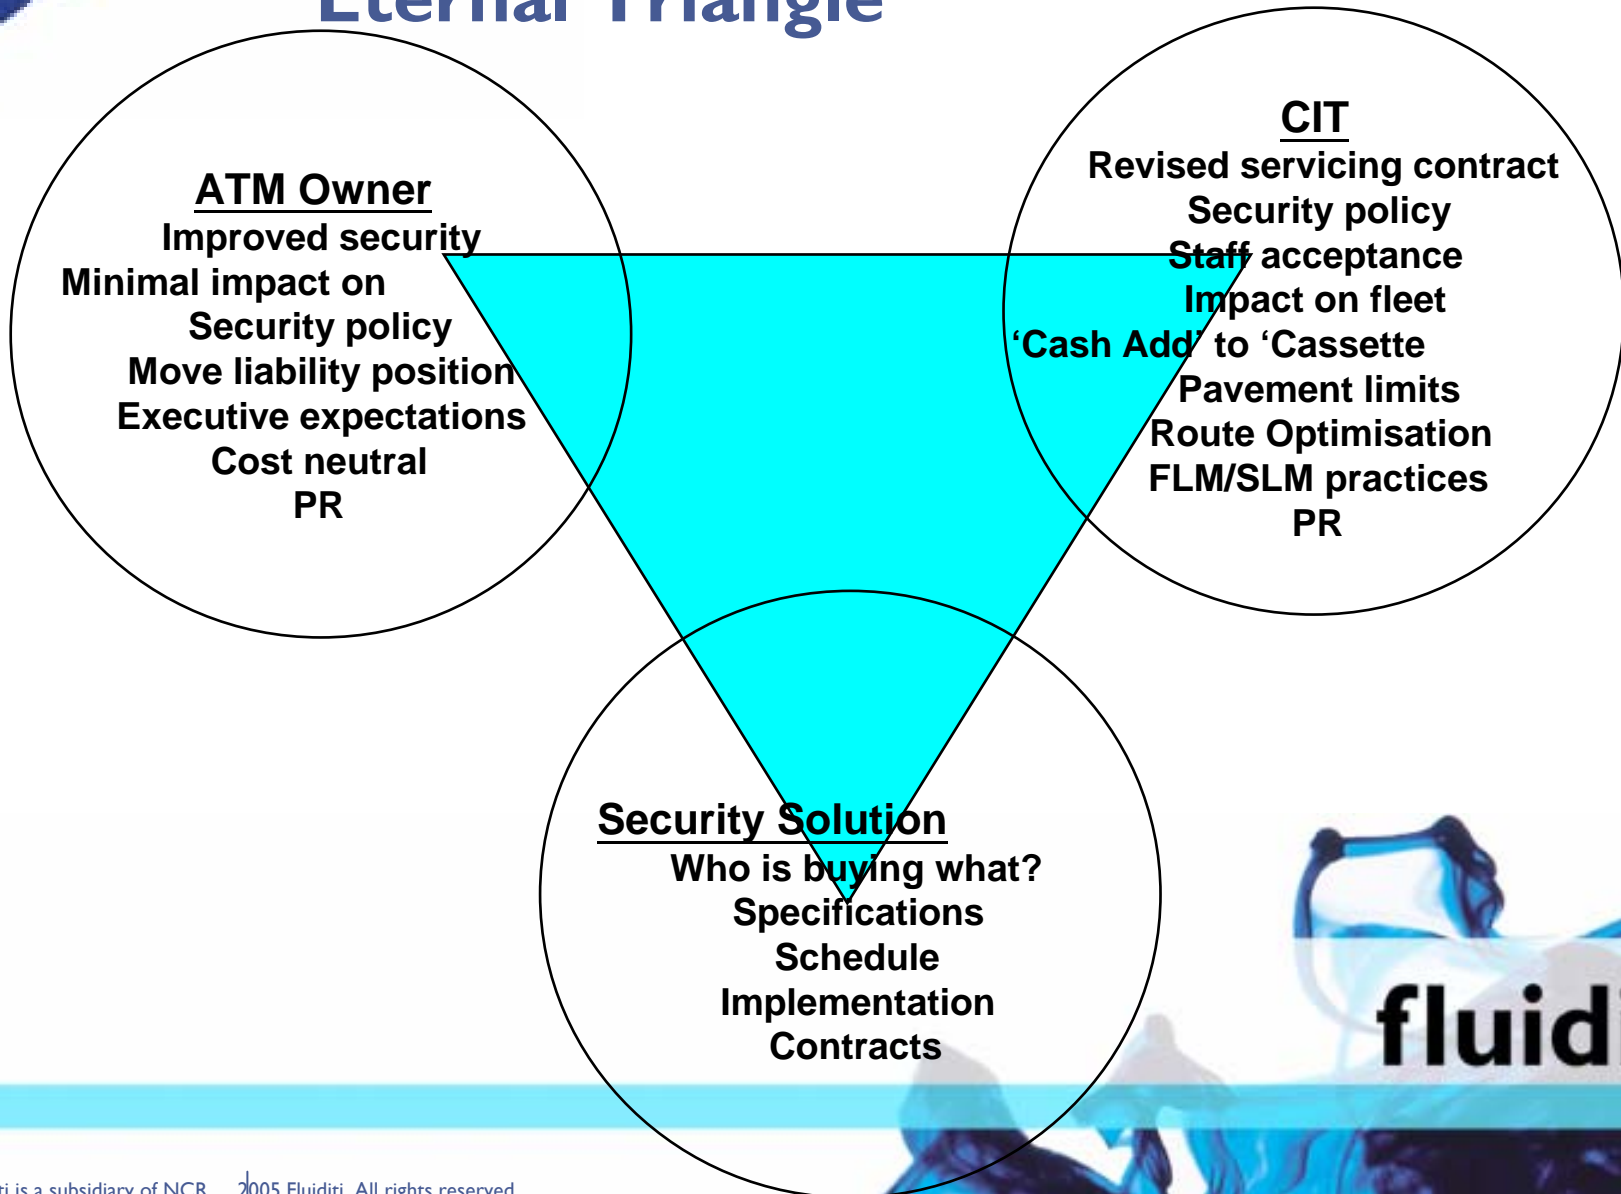 Eternal Triangle
ATM Owner
Improved security
Minimal impact on
Security policy
Move liability position
Executive expectations
Cost neutral
PR
CIT
Revised servicing contract
Security policy
Staff acceptance
Impact on fleet
‘Cash Add’ to ‘Cassette
Pavement limits
Route Optimisation
FLM/SLM practices
PR
Security Solution
Who is buying what?
Specifications
Schedule
Implementation
Contracts
fluidi
ti is a subsidiary of NCR 2005 Fluiditi. All rights reserved